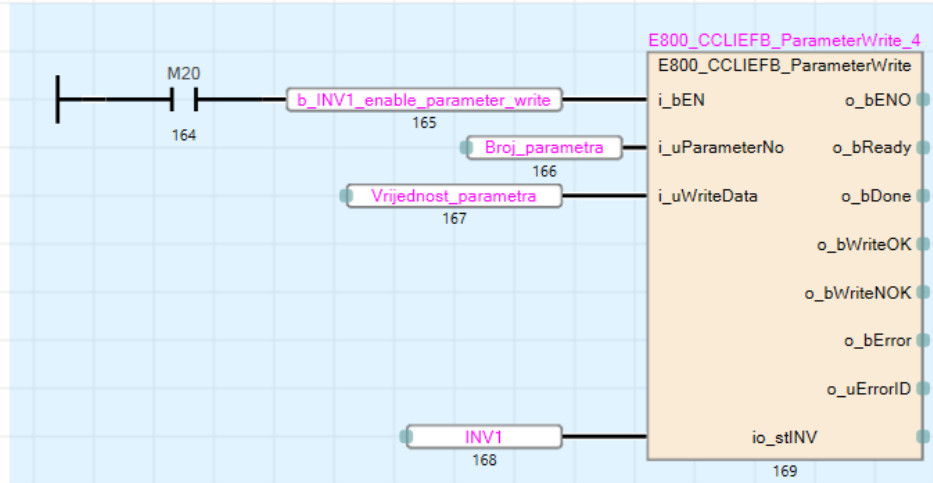 E800_CCLIEFB_ParameterWrite_4
E800_CCLIEFB_ParameterWrite
M20
164
b_INV1_enable_parameter_write
165
i_bEN
o_bENO
Broj_parametra
166
i_uParameterNo
o_bReady
Vrijednost_parametra
167
i_uWriteData
o_bDone
o_bWriteOK
o_bWriteNOK
o_bError
o_uErrorID
INV1
168
io_stINV
169